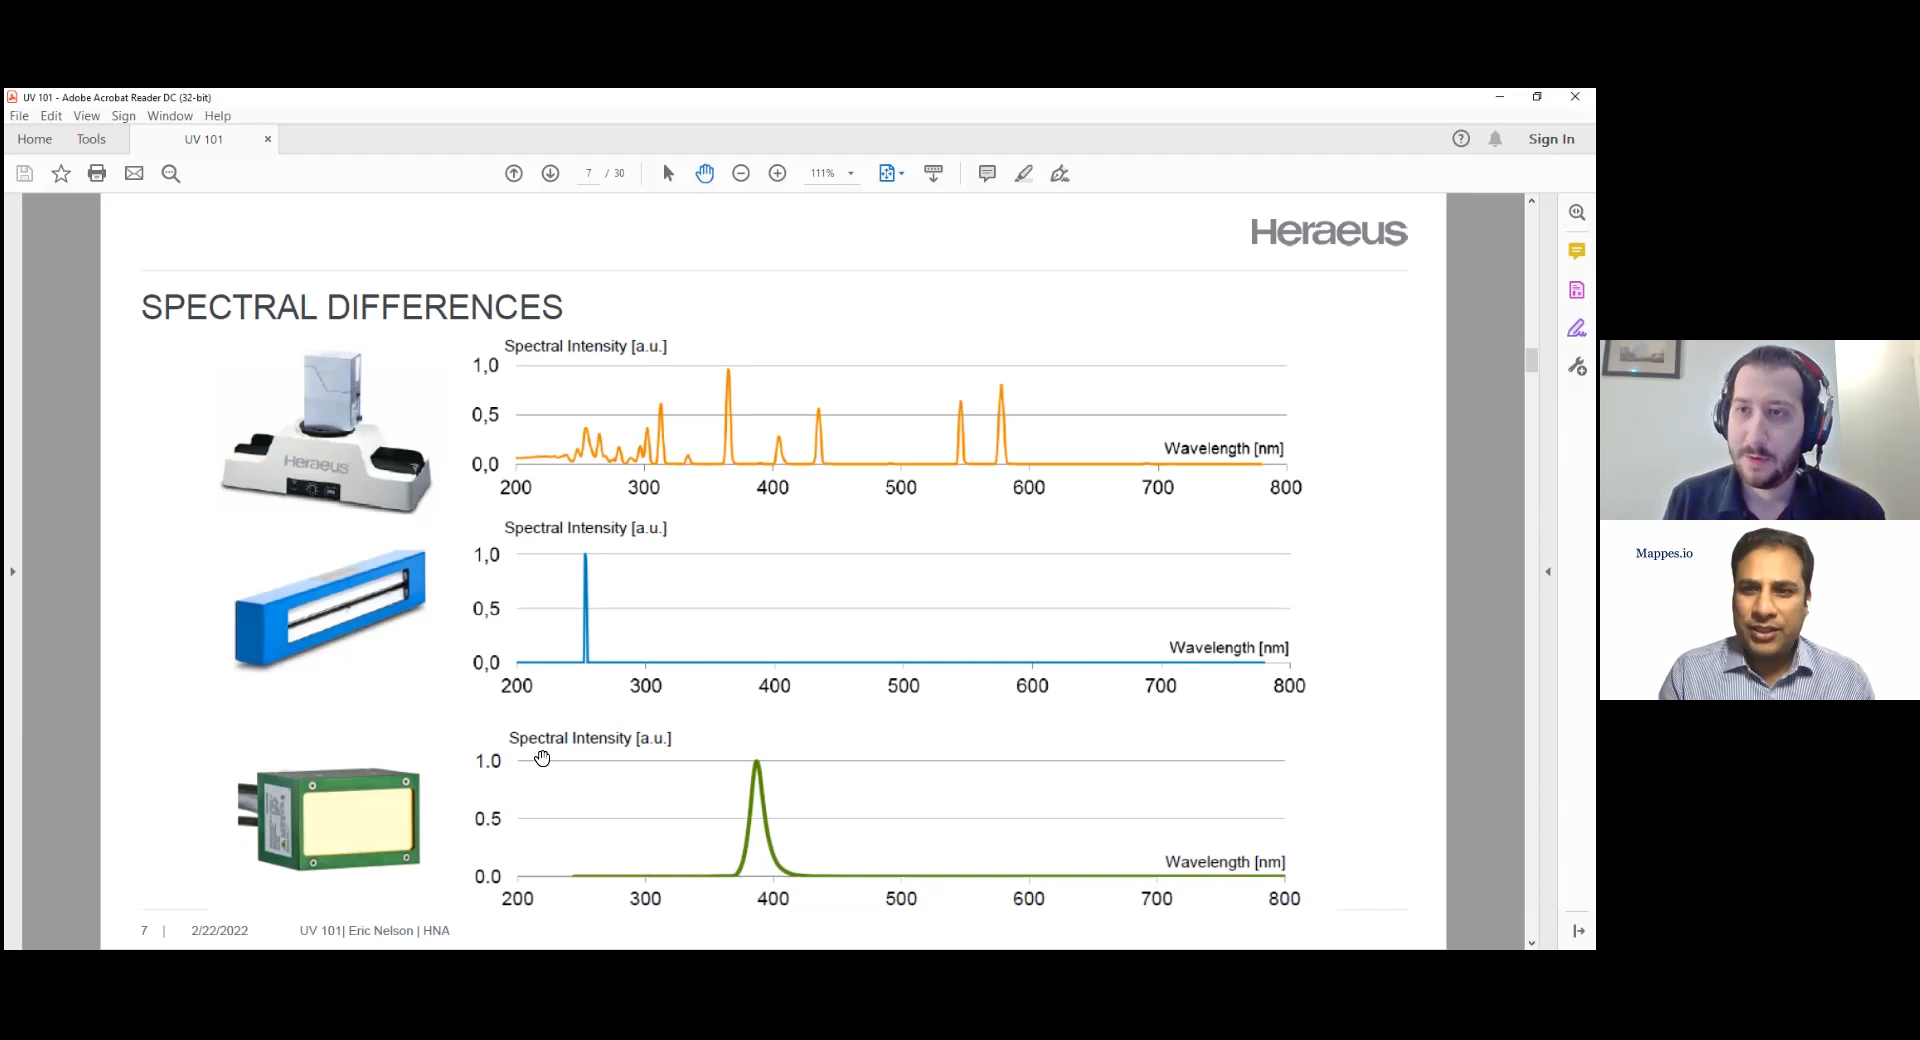 UV 101 - Adobe Acrobat Reader DC (32-bit)
File Edit View Sign Window Help
Home Tools UV 101 Sign In
7 / 30 111%
Heraeus
SPECTRAL DIFFERENCES
Spectral Intensity [a.u.]
1,0
0,5
Wavelength [nm]
0,0
200 300 400 500 600 700 800
Heraeus
Spectral Intensity [a.u.]
1,0
0,5
Wavelength [nm]
0,0
200 300 400 500 600 700 800
Spectral Intensity [a.u.]
1.0
0.5
Wavelength [nm]
0.0
200 300 400 500 600 700 800
7 | 2/22/2022 UV 101| Eric Nelson | HNA
Mappes.io